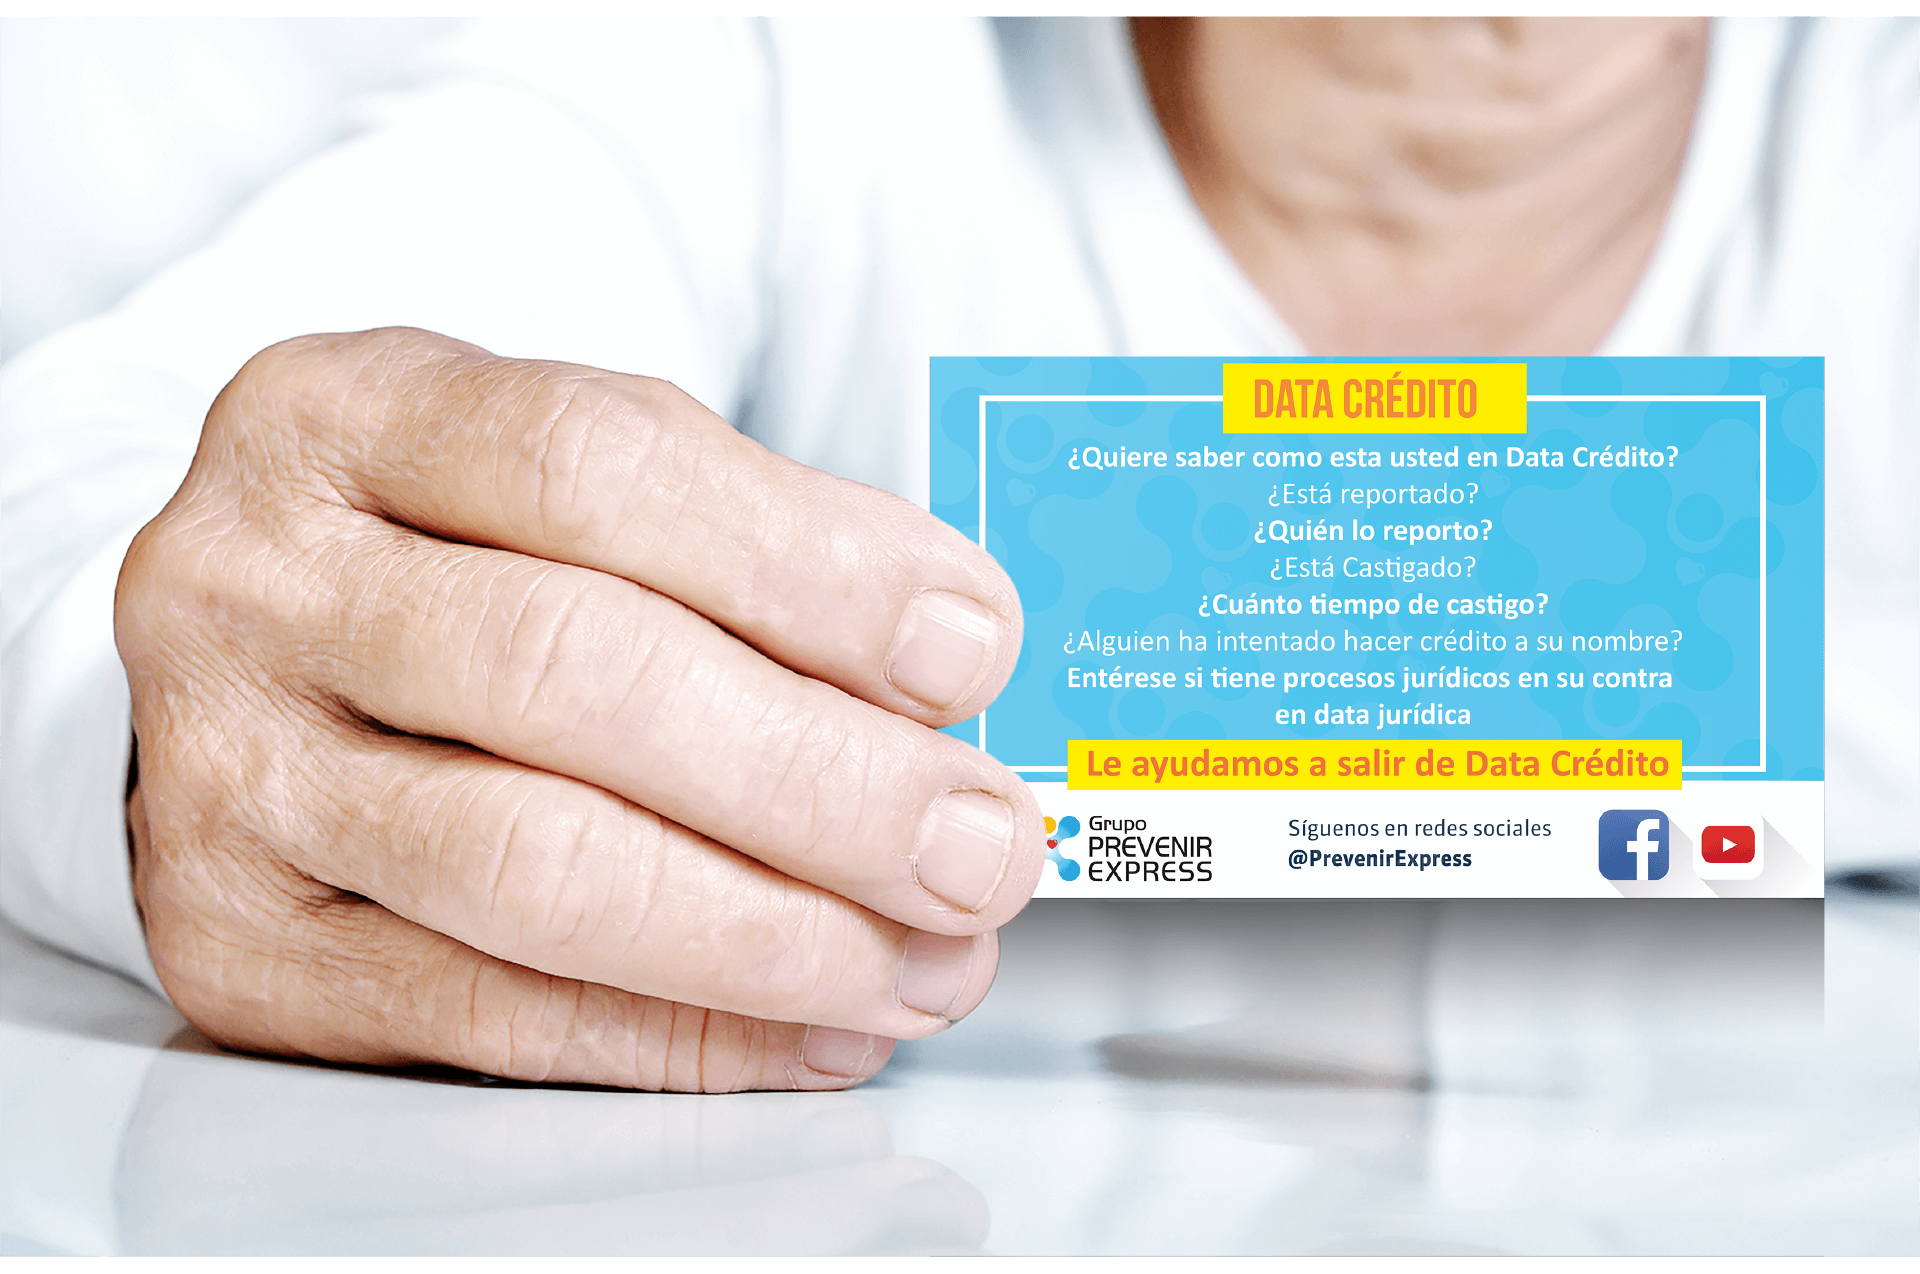 DATA CRÉDITO
¿Quiere saber como esta usted en Data Crédito?
¿Está reportado?
¿Quién lo reporto?
¿Está Castigado?
¿Cuánto tiempo de castigo?
¿Alguien ha intentado hacer crédito a su nombre?
Entérese si tiene procesos jurídicos en su contra
en data jurídica
Le ayudamos a salir de Data Crédito
Grupo
PREVENIR
EXPRESS
Síguenos en redes sociales
@PrevenirExpress